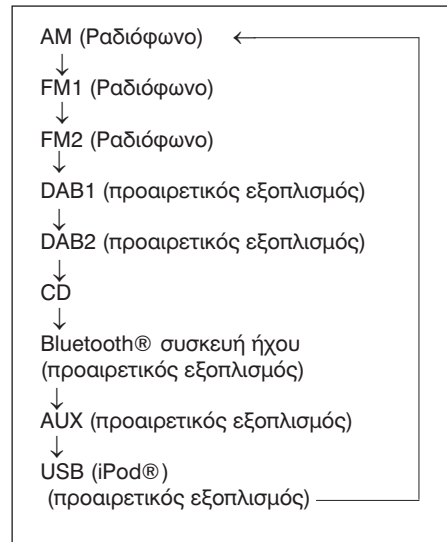 AM (Ραδιόφωνο)
FM1 (Ραδιόφωνο)
FM2 (Ραδιόφωνο)
DAB1 (προαιρετικός εξοπλισμός)
DAB2 (προαιρετικός εξοπλισμός)
CD
Bluetooth® συσκευή ήχου
(προαιρετικός εξοπλισμός)
AUX (προαιρετικός εξοπλισμός)
USB (iPod®)
(προαιρετικός εξοπλισμός)